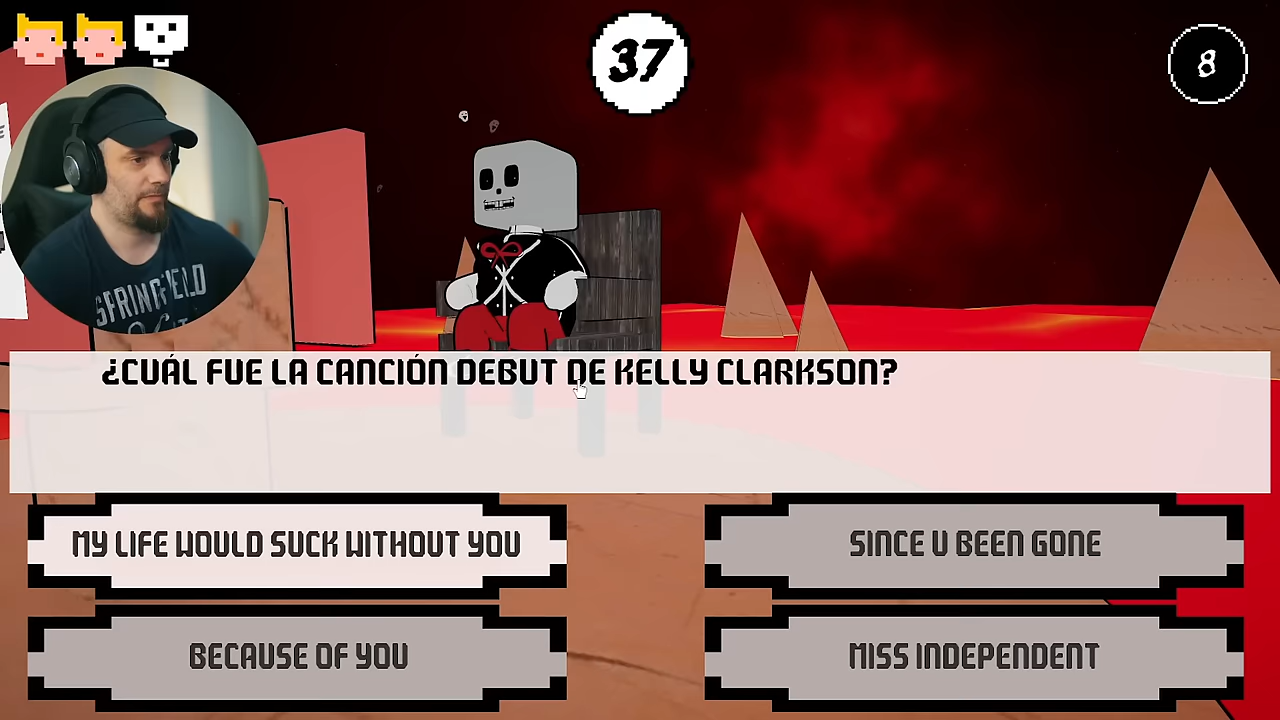 37
8
SPRINGFIELD
¿CUÁL FUE LA CANCIÓN DEBUT DE KELLY CLARKSON?
MY LIFE WOULD SUCK WITHOUT YOU
SINCE U BEEN GONE
BECAUSE OF YOU
MISS INDEPENDENT